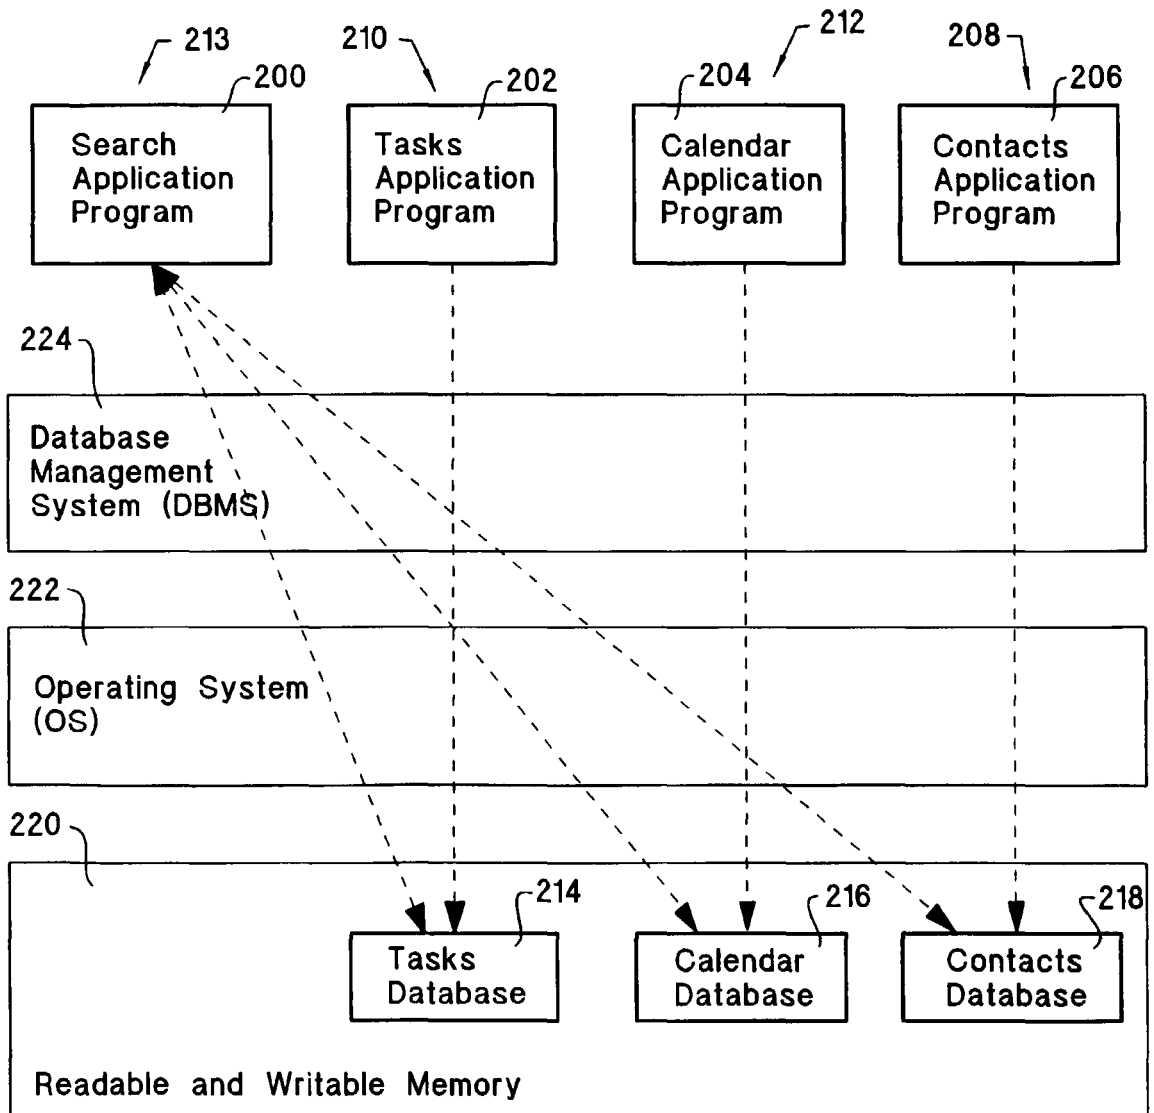 213
210
212
208
200
202
204
206
Search
Application
Program
Tasks
Application
Program
Calendar
Application
Program
Contacts
Application
Program
224
Database
Management
System (DBMS)
222
Operating System
(OS)
220
214
216
218
Tasks
Database
Calendar
Database
Contacts
Database
Readable and Writable Memory